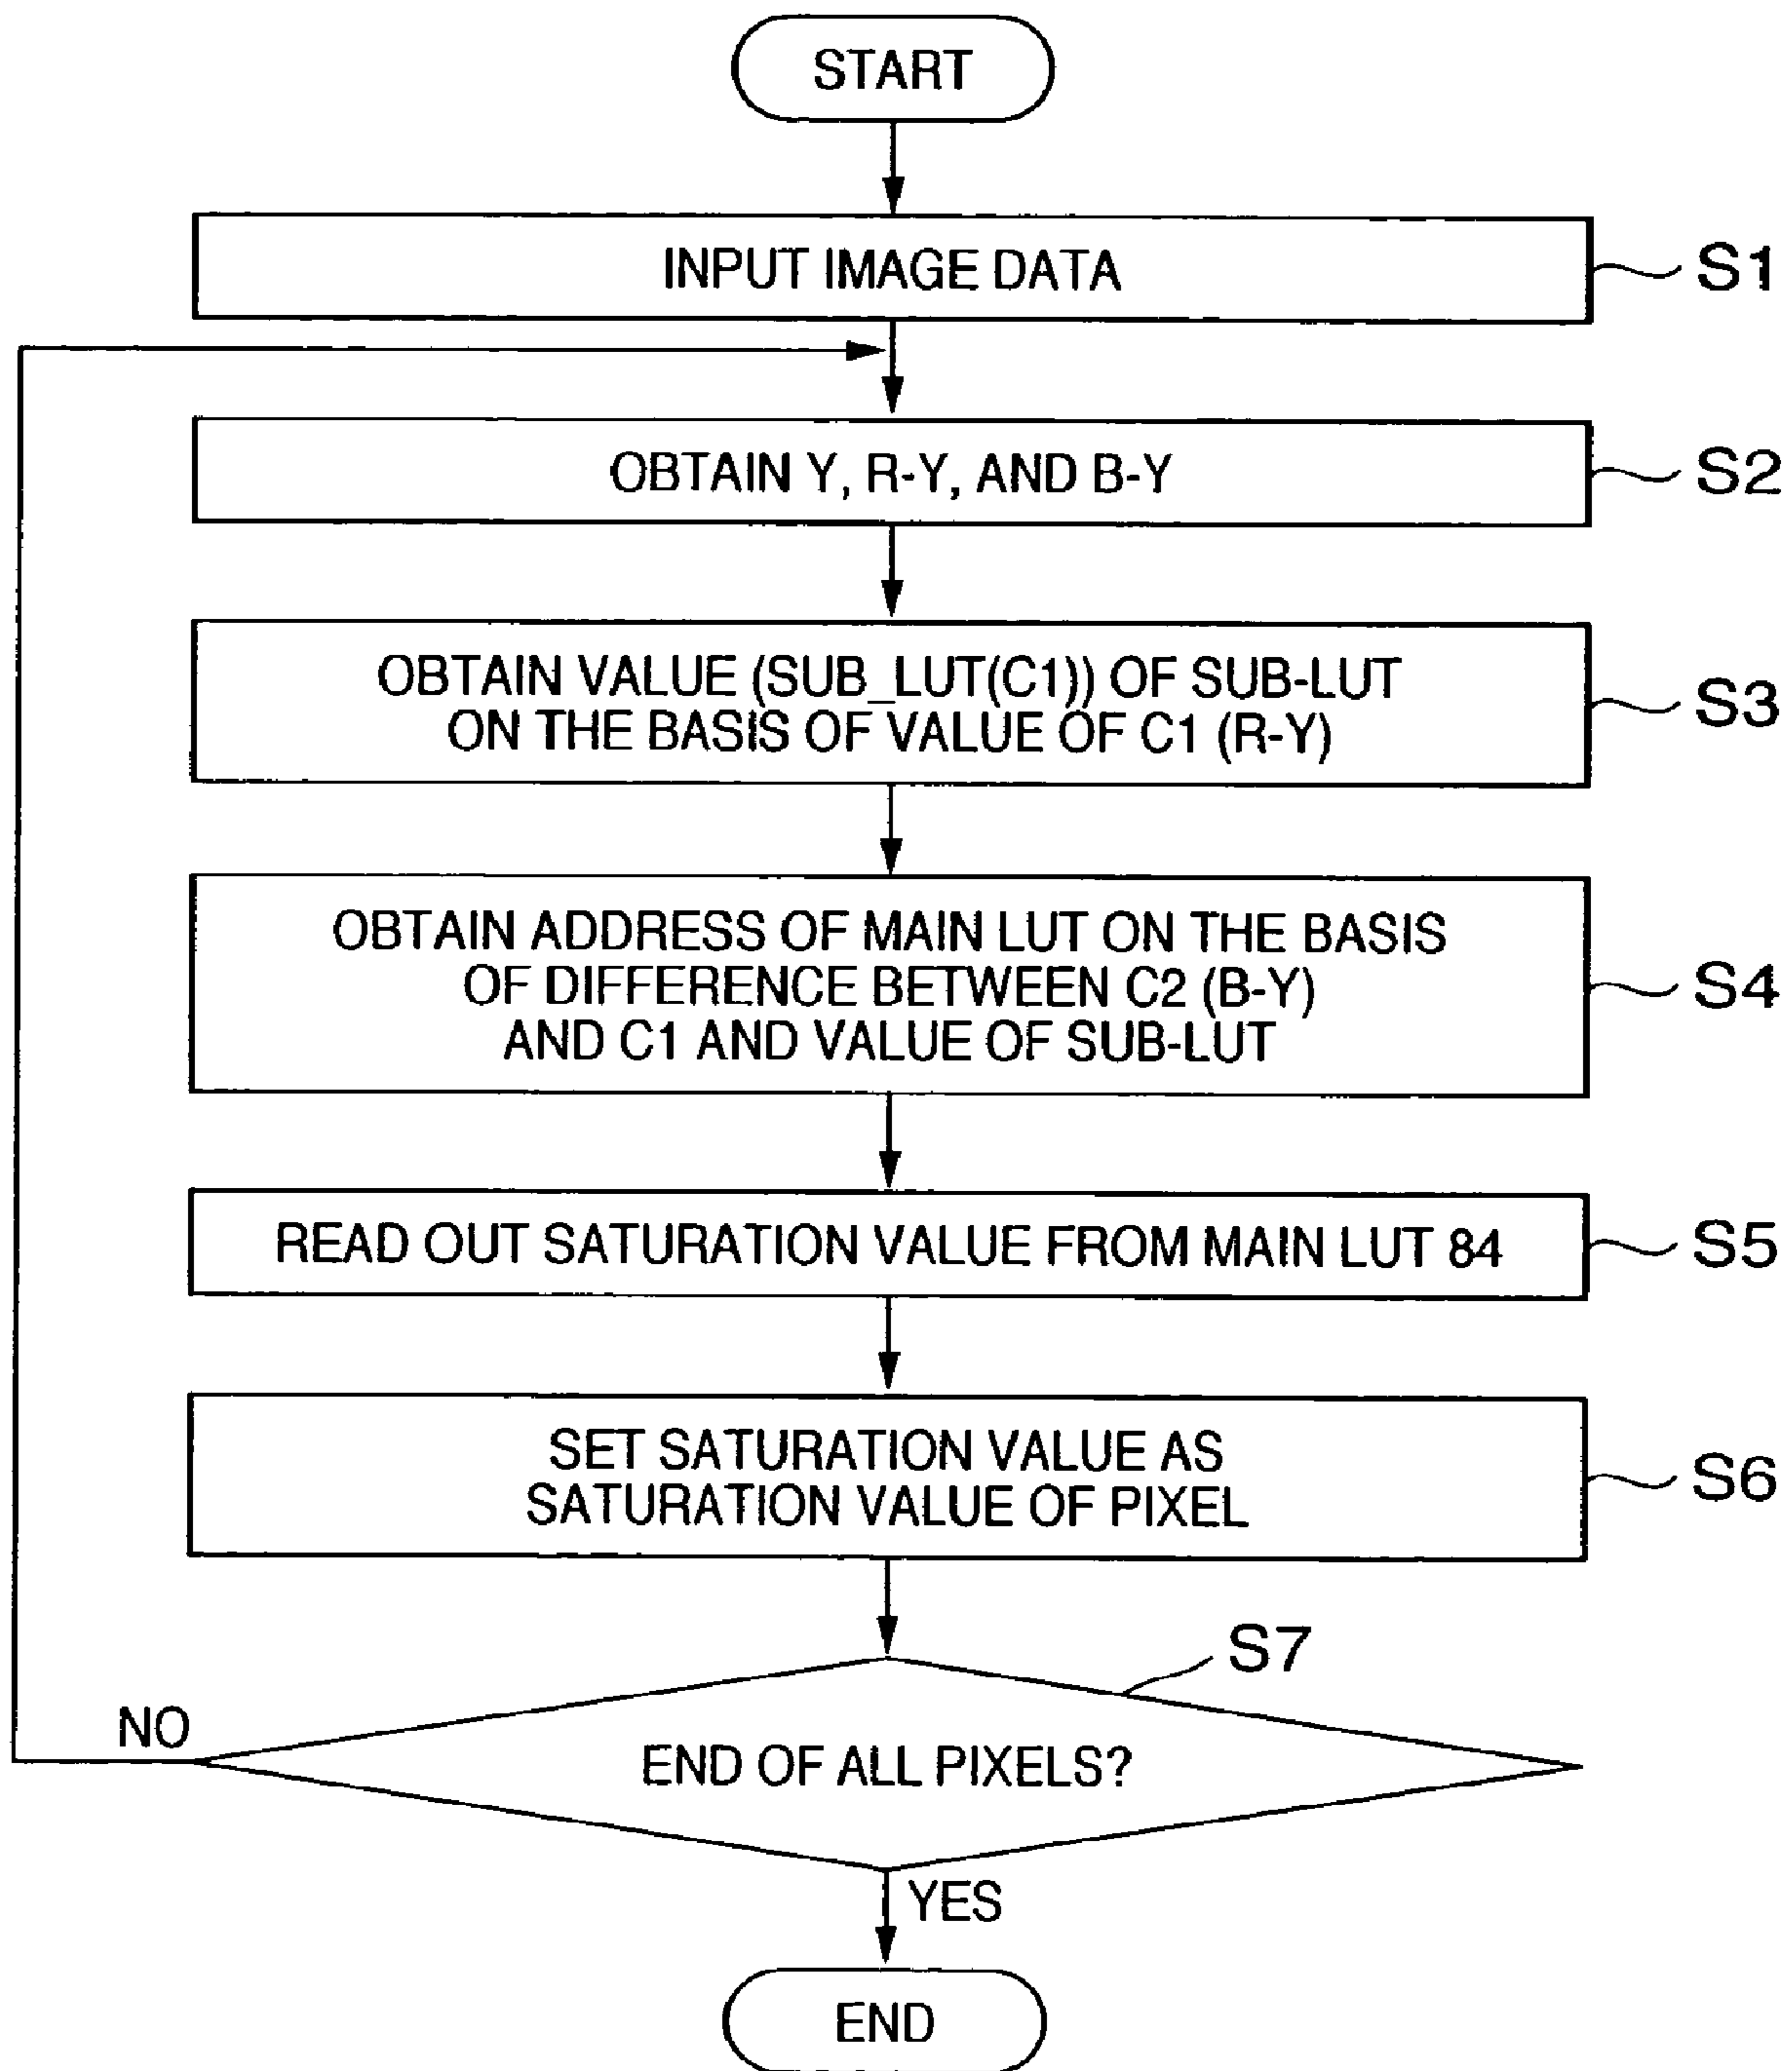 START
INPUT IMAGE DATA
S1
OBTAIN Y, R-Y, AND B-Y
S2
OBTAIN VALUE (SUB_LUT(C1)) OF SUB-LUT
ON THE BASIS OF VALUE OF C1 (R-Y)
S3
OBTAIN ADDRESS OF MAIN LUT ON THE BASIS
OF DIFFERENCE BETWEEN C2 (B-Y)
AND C1 AND VALUE OF SUB-LUT
S4
READ OUT SATURATION VALUE FROM MAIN LUT 84
S5
SET SATURATION VALUE AS
SATURATION VALUE OF PIXEL
S6
S7
NO
END OF ALL PIXELS?
YES
END